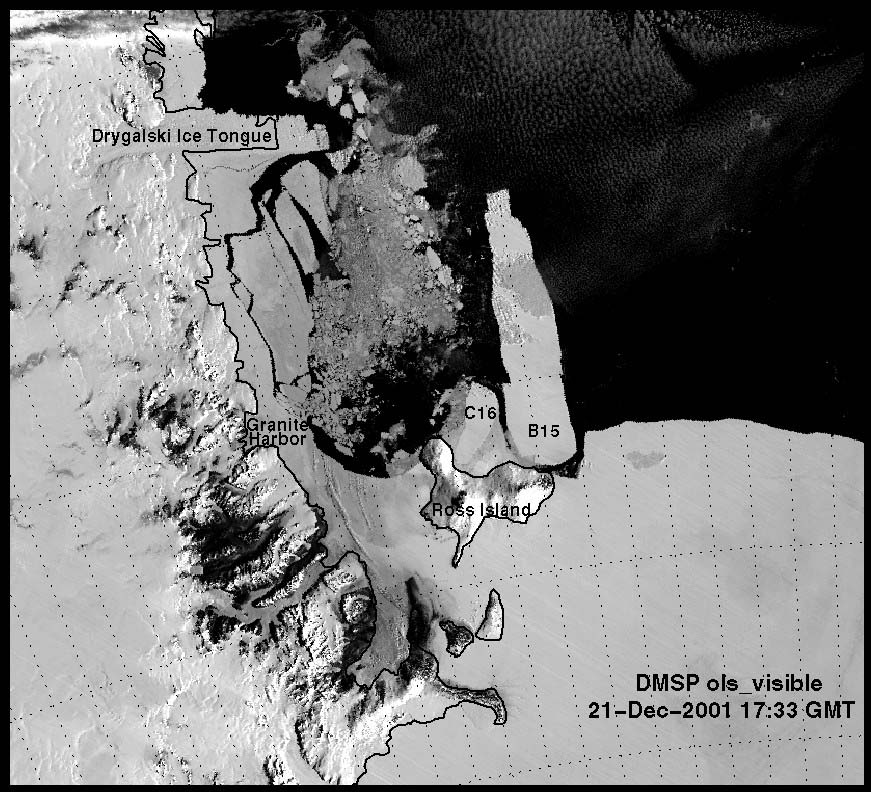 Drygalski Ice Tongue
C16
B15
Granite
Harbor
Ross Island
DMSP ols_visible
21-Dec-2001 17:33 GMT